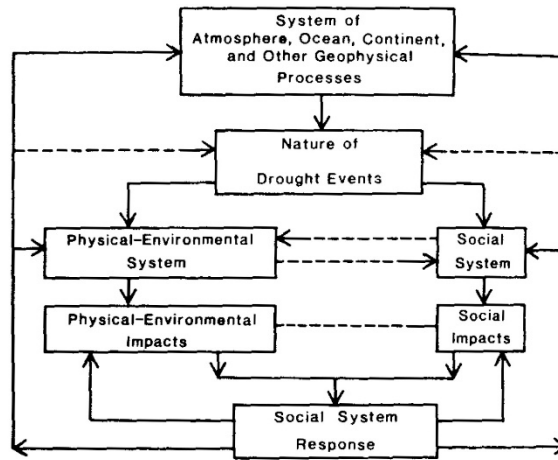 System of
Atmosphere, Ocean, Continent,
and Other Geophysical
Processes
Nature of
Drought Events
Physical-Environmental
System
Social
System
Physical-Environmental
Impacts
Social
Impacts
Social System
Response